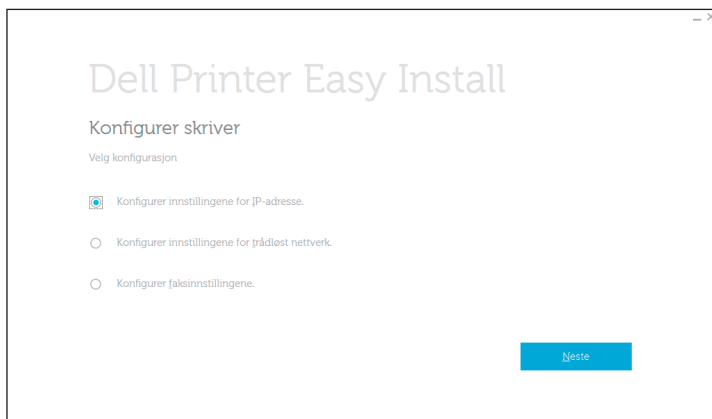 Dell Printer Easy Install
Konfigurer skriver
Velg konfigurasjon
Konfigurer innstillingene for IP-adresse.
Konfigurer innstillingene for trådløst nettverk.
Konfigurer faksinnstillingene.
Neste